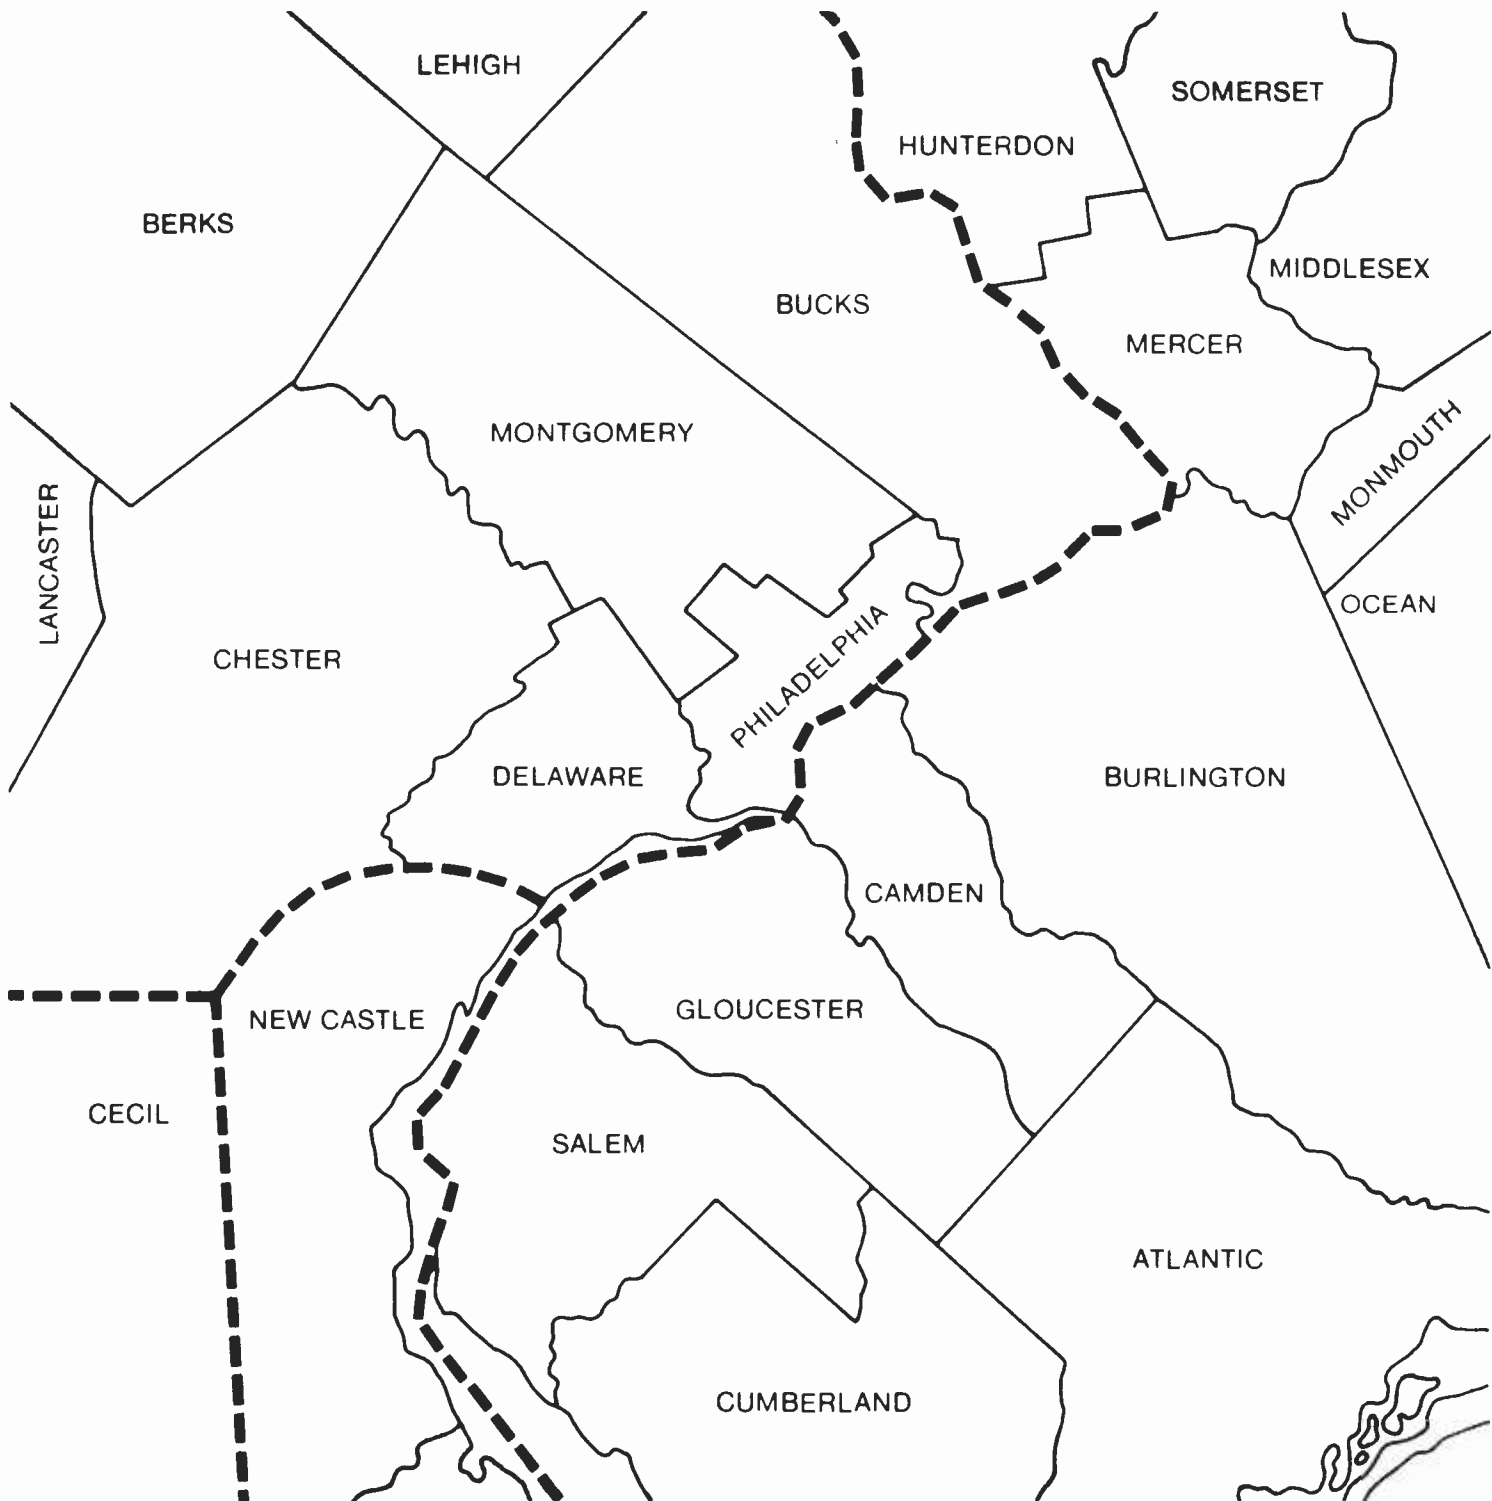 LEHIGH
SOMERSET
HUNTERDON
BERKS
MIDDLESEX
BUCKS
MERCER
MONTGOMERY
MONMOUTH
LANCASTER
OCEAN
CHESTER
PHILADELPHIA
DELAWARE
BURLINGTON
CAMDEN
GLOUCESTER
NEW CASTLE
CECIL
SALEM
ATLANTIC
CUMBERLAND